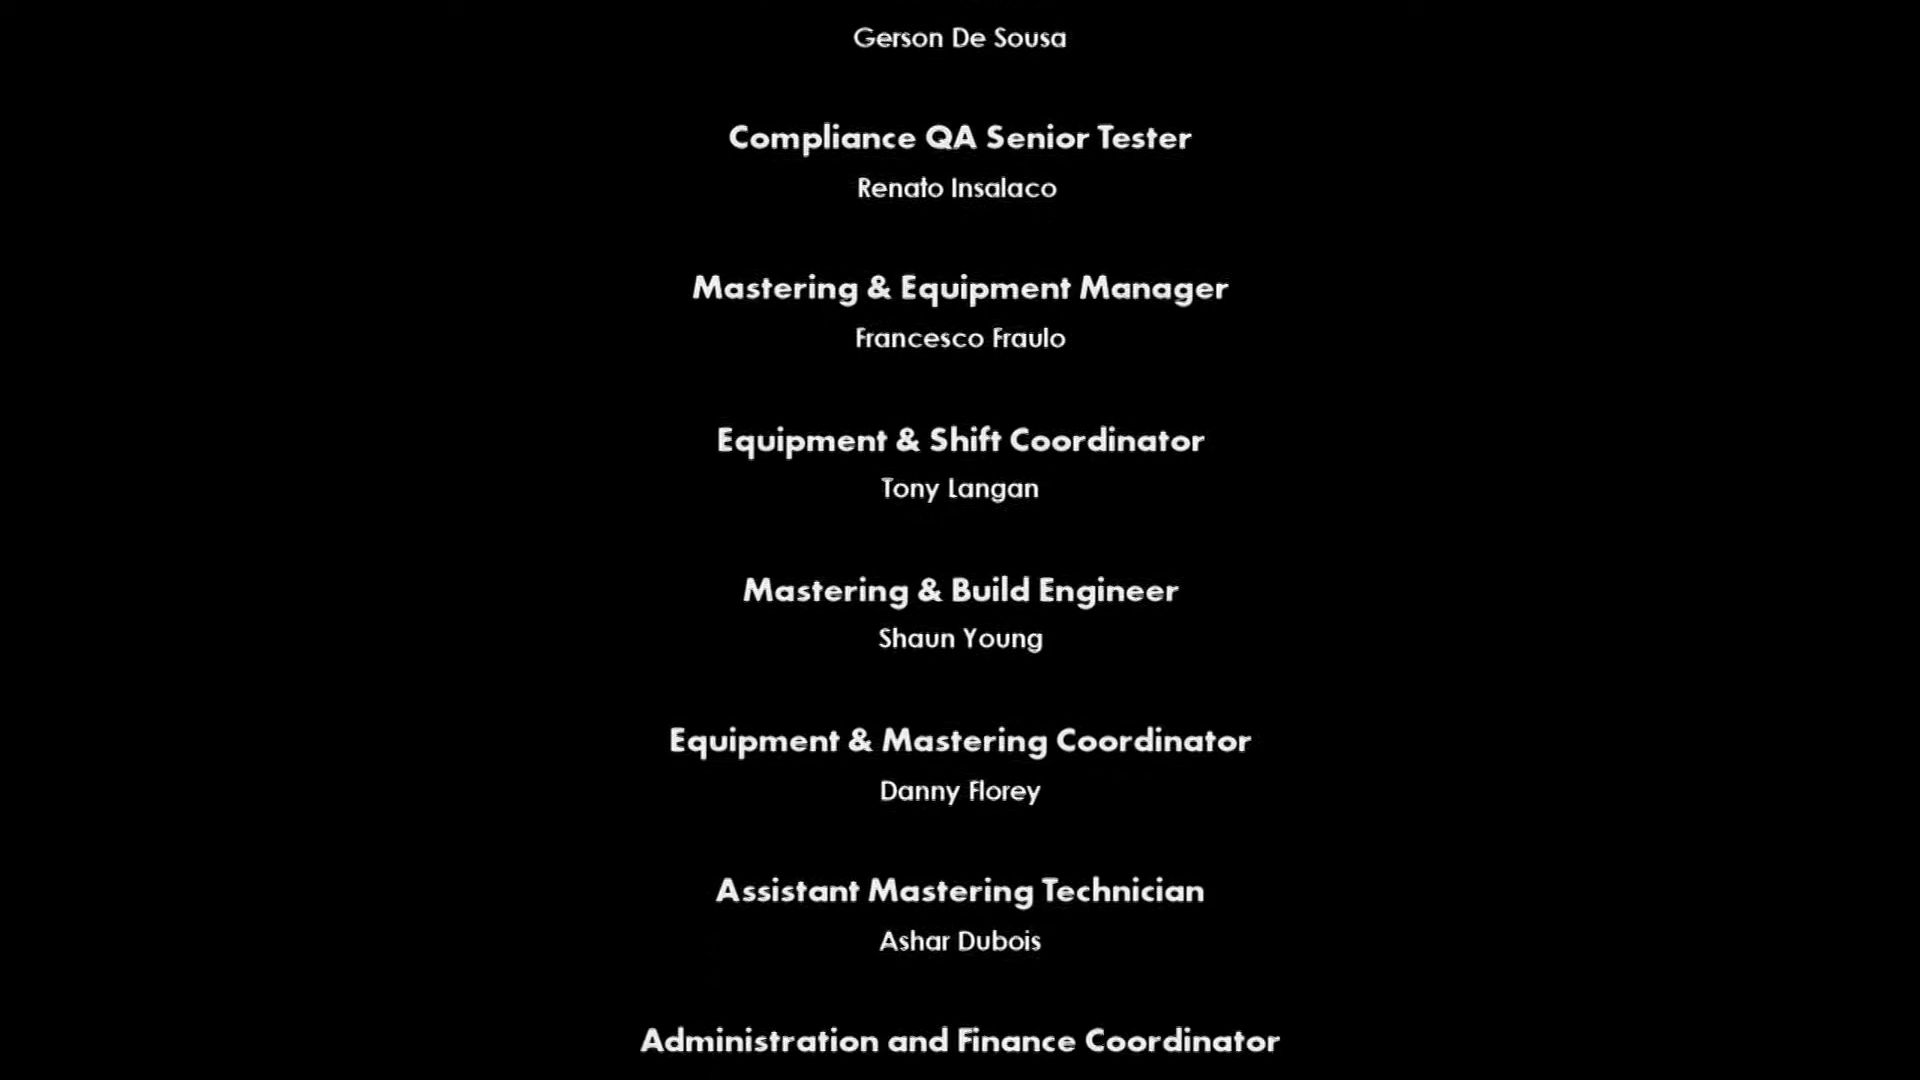 Gerson De Sousa
Compliance QA Senior Tester
Renato Insalaco
Mastering & Equipment Manager
Francesco Fraulo
Equipment & Shift Coordinator
Tony Langan
Mastering & Build Engineer
Shaun Young
Equipment & Mastering Coordinator
Danny Florey
Assistant Mastering Technician
Ashar Dubois
Administration and Finance Coordinator